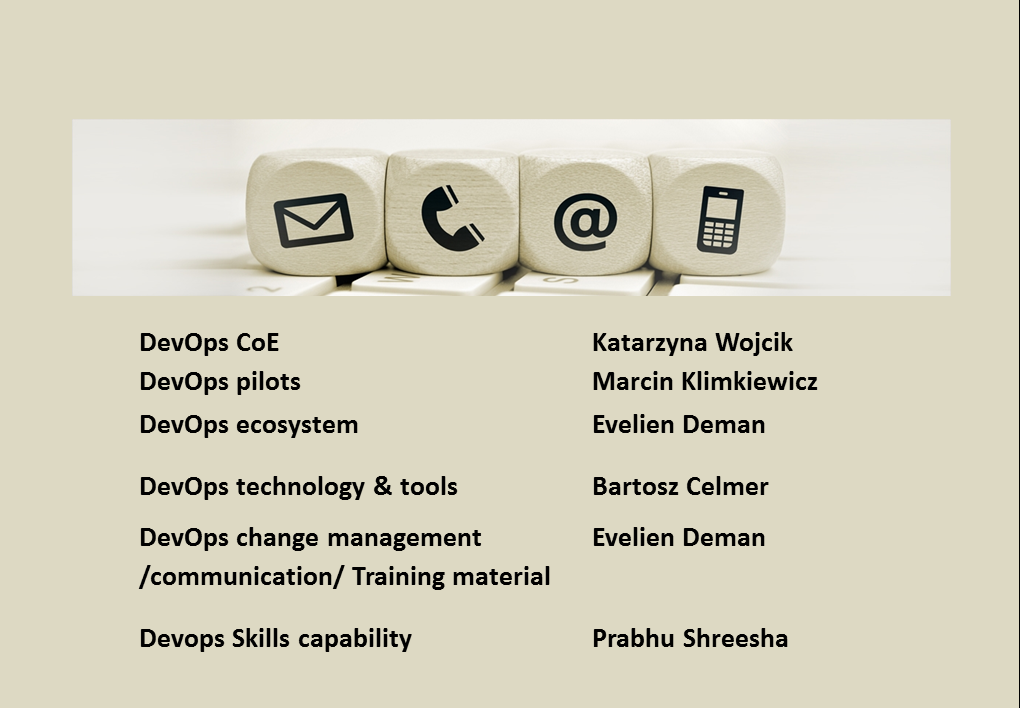 @
DevOps CoE Katarzyna Wojcik
DevOps pilots Marcin Klimkiewicz
DevOps ecosystem Evelien Deman
DevOps technology & tools Bartosz Celmer
DevOps change management Evelien Deman
/communication/ Training material
Devops Skills capability Prabhu Shreesha